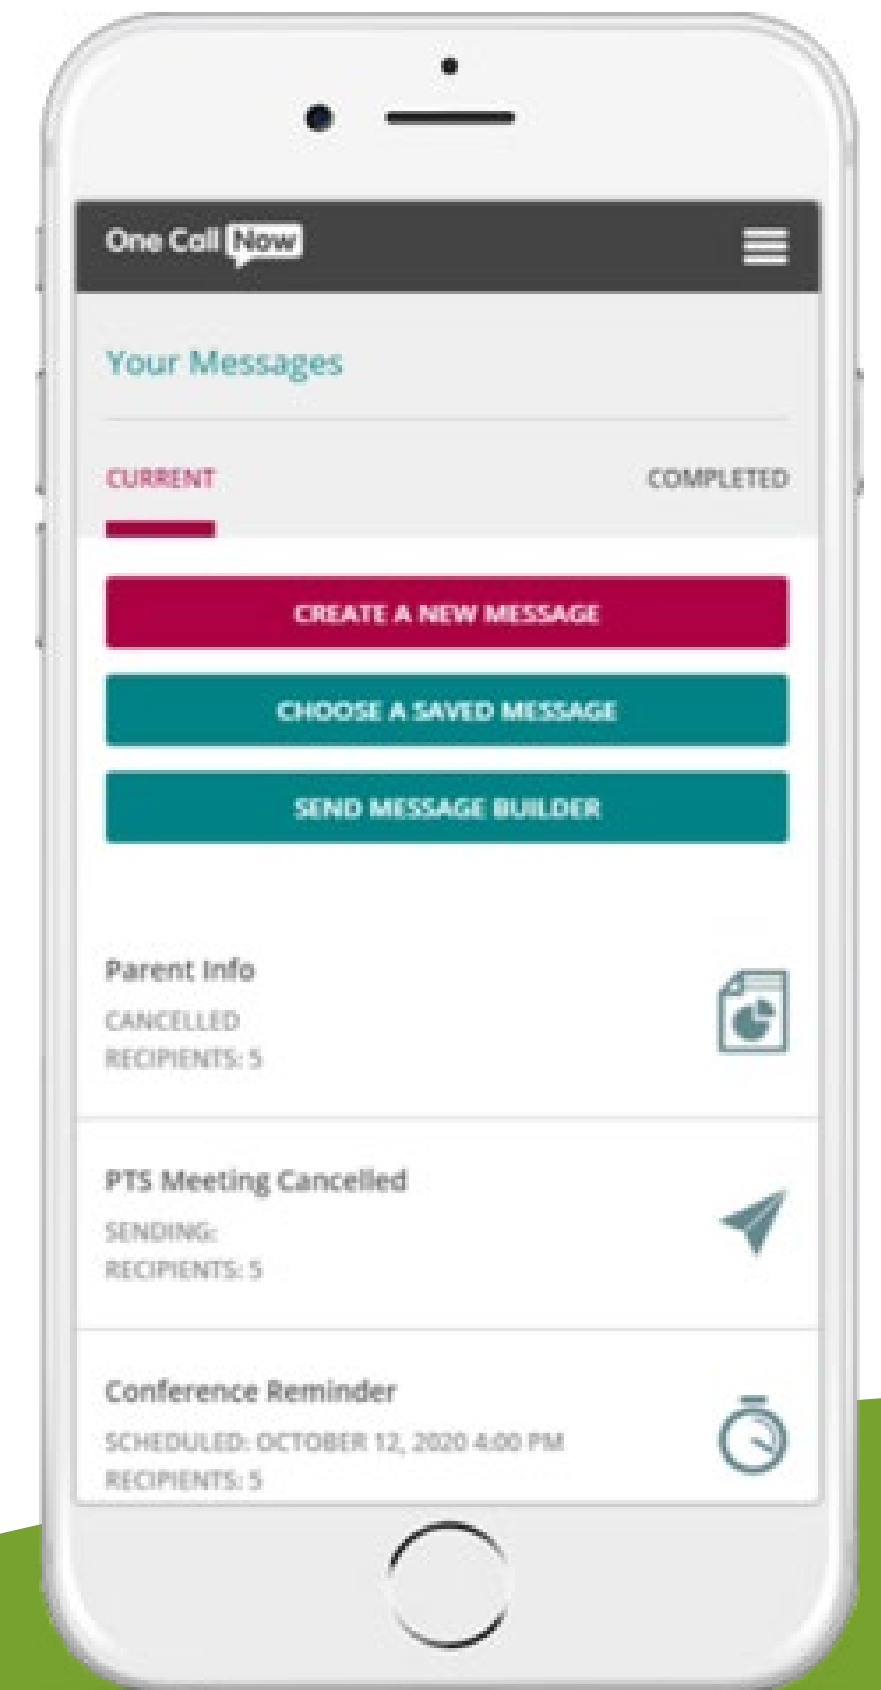 One Call Now
Your Messages
CURRENT COMPLETED
CREATE A NEW MESSAGE
CHOOSE A SAVED MESSAGE
SEND MESSAGE BUILDER
Parent Info
CANCELLED
RECIPIENTS: 5
PTS Meeting Cancelled
SENDING:
RECIPIENTS: 5
Conference Reminder
SCHEDULED: OCTOBER 12, 2020 4:00 PM
RECIPIENTS: 5